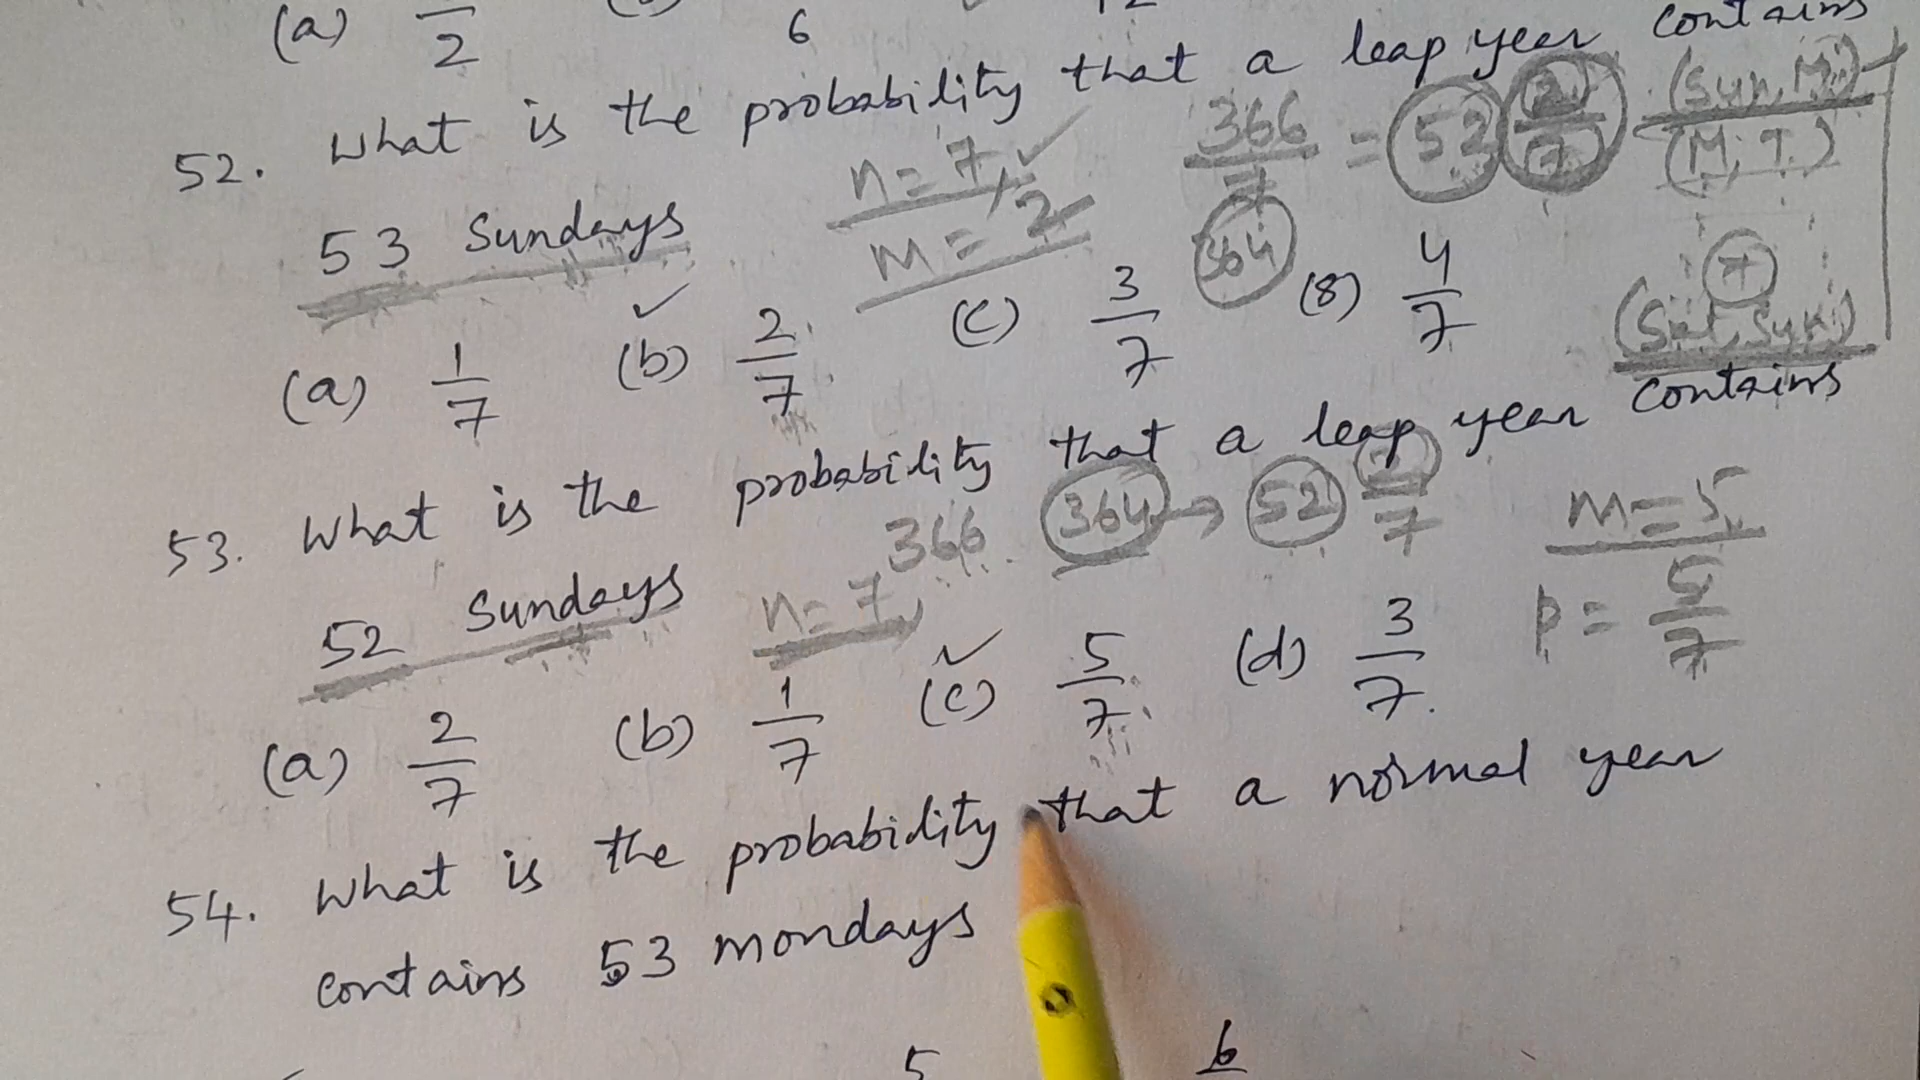 (a) 2 6 12
52. What is the probability that a leap year contains
53 Sundays
n = 7, m = 2
366/7 = 52 2/7 (Sun, M) (M, T)
364 7 (Sat, Sun)
(a) 1/7 (b) 2/7 (c) 3/7 (8) 4/7
53. What is the probability that a leap year contains
52 Sundays
n = 7 366 364 → 52 2/7 m = 5
p = 5/7
(a) 2/7 (b) 1/7 (c) 5/7 (d) 3/7
54. What is the probability that a normal year
contains 53 mondays
5 6